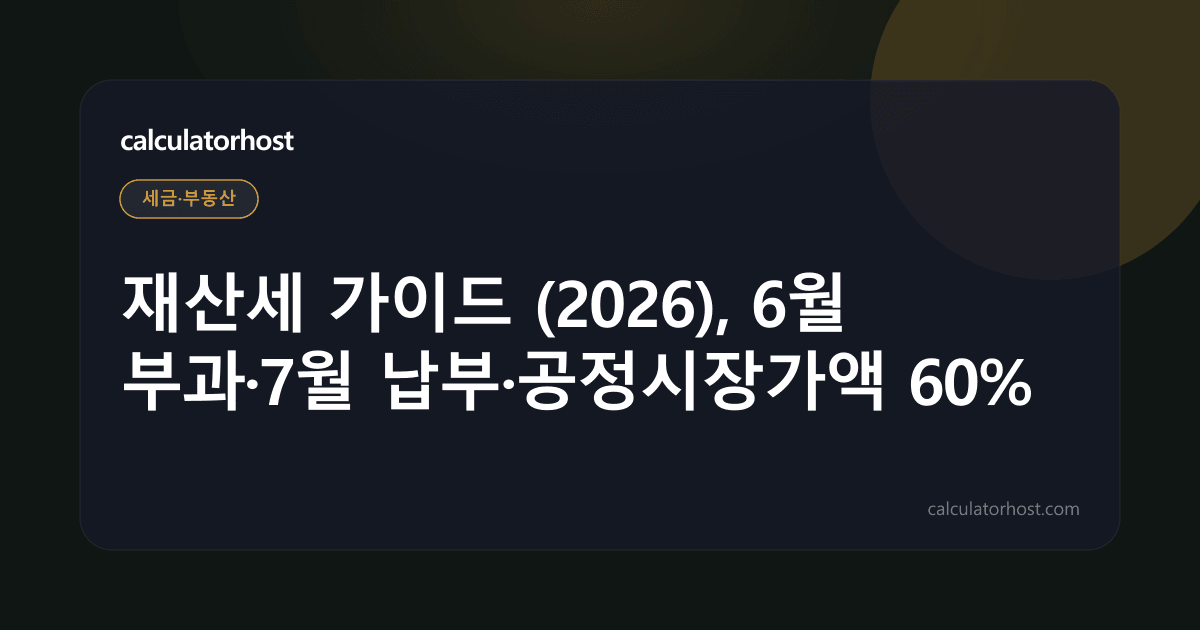 calculatorhost
세금·부동산
재산세 가이드 (2026), 6월
부과·7월 납부·공정시장가액 60%
calculatorhost.com